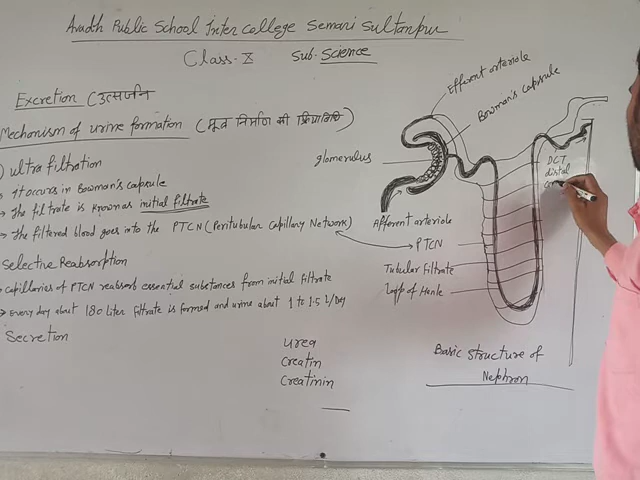 Avadh Public School Inter College Semari Sultanpur
Class-X Sub-Science
Excretion (उत्सर्जन
Mechanism of urine formation (मूत्र निर्माण की क्रियाविधि)
) ultra filtration
It occurs in Bowman's capsule
→ The filtrate is known as initial filtrate
→ The filtered blood goes into the PTCN (Peritubular Capillary Network)
Selective Reabsorption
→ Capillaries of PTCN reabsorb essential substances from initial filtrate
→ Every day about 180 liter filtrate is formed and urine about 1 to 1.5 L/Day
Secretion
Urea
Creatin
Creatinin
Efferent arteriole
Bowman's capsule
glomerulus
Afferent arteriole
PTCN
Tubular Filtrate
Loop of Henle
DCT
distal
con
Basic structure of
Nephron